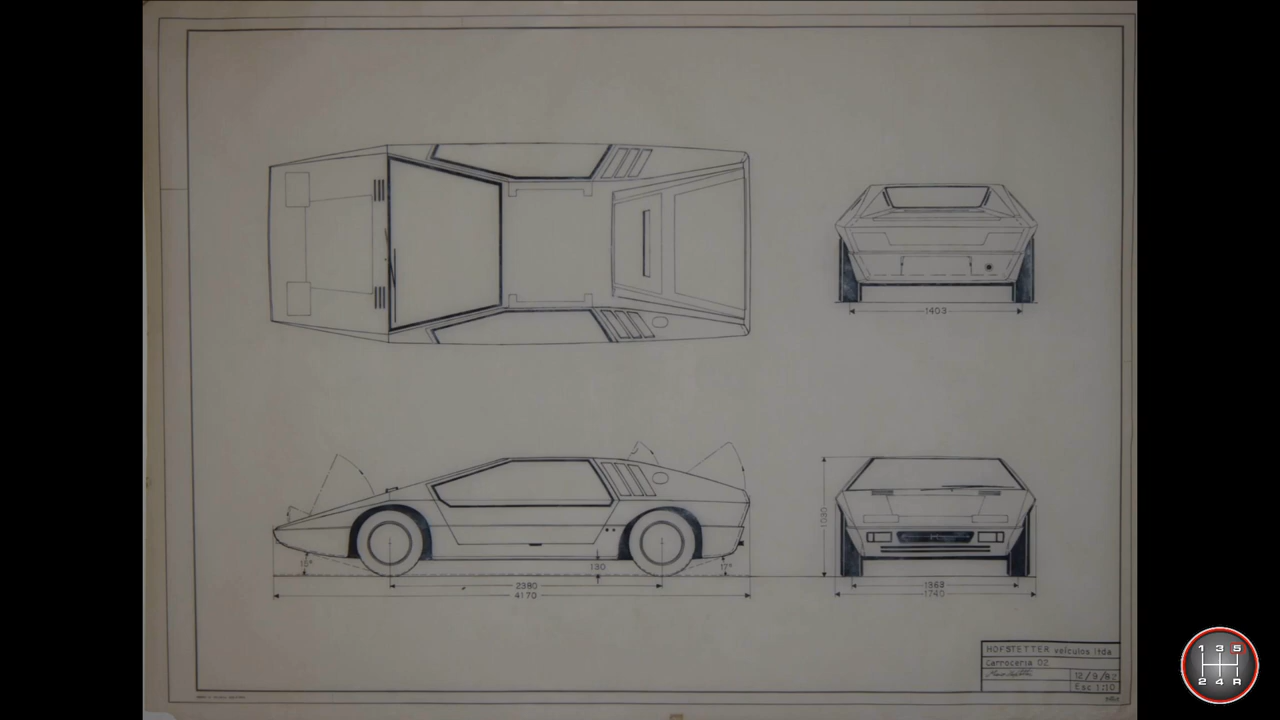 1403
1030
15°
130
17°
2380
4170
1363
1740
HOFSTETTER veículos ltda
Carroceria 02
12/9/82
Esc 1:10
1 3 5
2 4 R